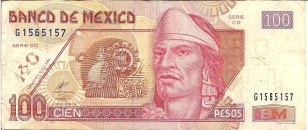 BANCO DE MEXICO
SERIE CD
100
G1565157
SERIE CD
G1565157
100 CIEN PESOS
BM